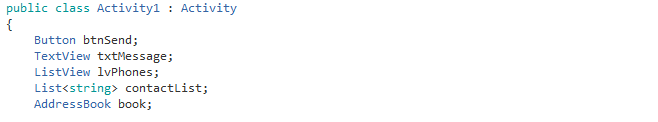 public class Activity1 : Activity
{
    Button btnSend;
    TextView txtMessage;
    ListView lvPhones;
    List<string> contactList;
    AddressBook book;